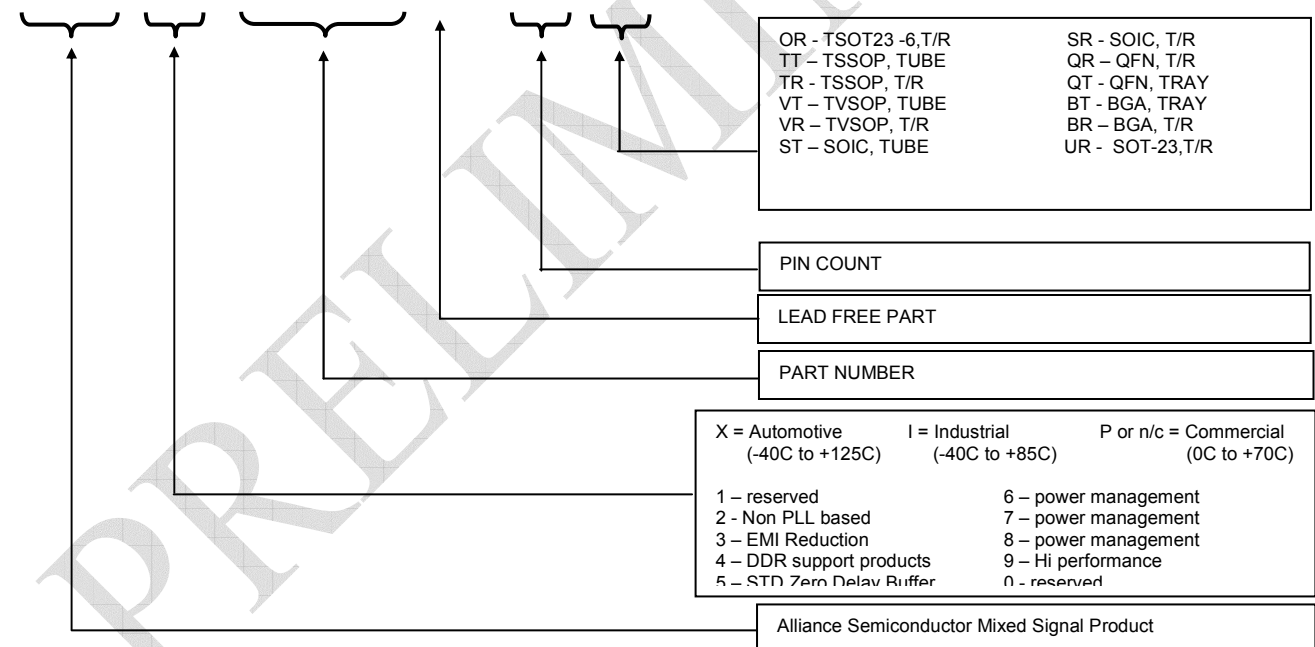 OR - TSOT23 -6,T/R SR - SOIC, T/R
TT – TSSOP, TUBE QR – QFN, T/R
TR - TSSOP, T/R QT - QFN, TRAY
VT – TVSOP, TUBE BT - BGA, TRAY
VR – TVSOP, T/R BR – BGA, T/R
ST – SOIC, TUBE UR - SOT-23,T/R
PIN COUNT
LEAD FREE PART
PART NUMBER
X = Automotive I = Industrial P or n/c = Commercial
(-40C to +125C) (-40C to +85C) (0C to +70C)
1 – reserved 6 – power management
2 - Non PLL based 7 – power management
3 – EMI Reduction 8 – power management
4 – DDR support products 9 – Hi performance
5 – STD Zero Delay Buffer 0 - reserved
Alliance Semiconductor Mixed Signal Product
PRELIM